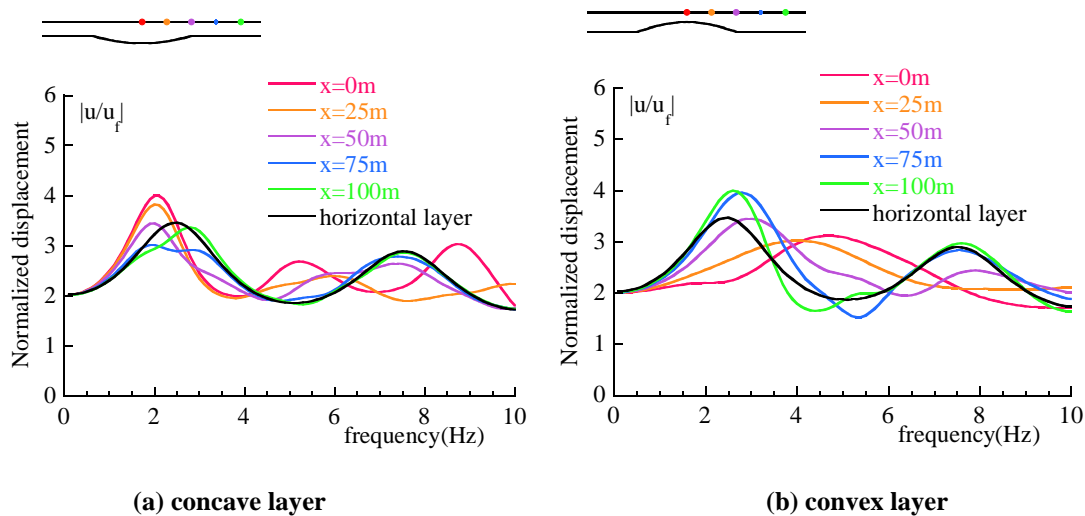 6
5
4
3
2
1
0
Normalized displacement
|u/u_f|
x=0m
x=25m
x=50m
x=75m
x=100m
horizontal layer
0 2 4 6 8 10
frequency(Hz)
(a) concave layer
6
5
4
3
2
1
0
Normalized displacement
|u/u_f|
x=0m
x=25m
x=50m
x=75m
x=100m
horizontal layer
0 2 4 6 8 10
frequency(Hz)
(b) convex layer